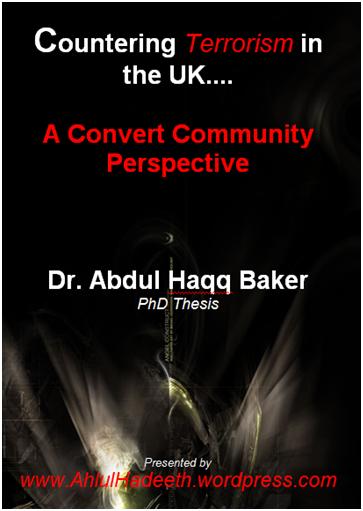 Countering Terrorism in
the UK....
A Convert Community
Perspective
Dr. Abdul Haqq Baker
PhD Thesis
Presented by
www.AhlulHadeeth.wordpress.com